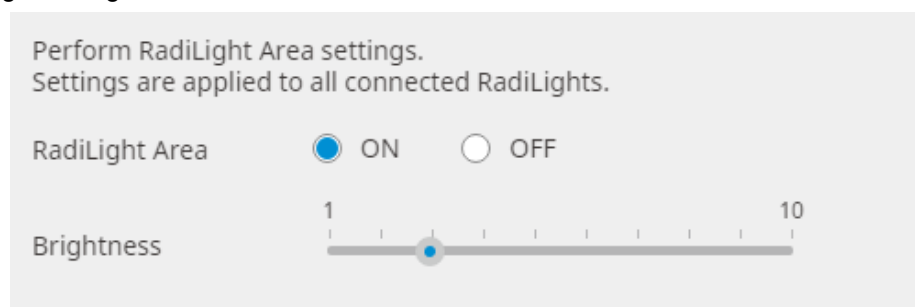 Perform RadiLight Area settings.
Settings are applied to all connected RadiLights.
RadiLight Area ON OFF
1 10
Brightness